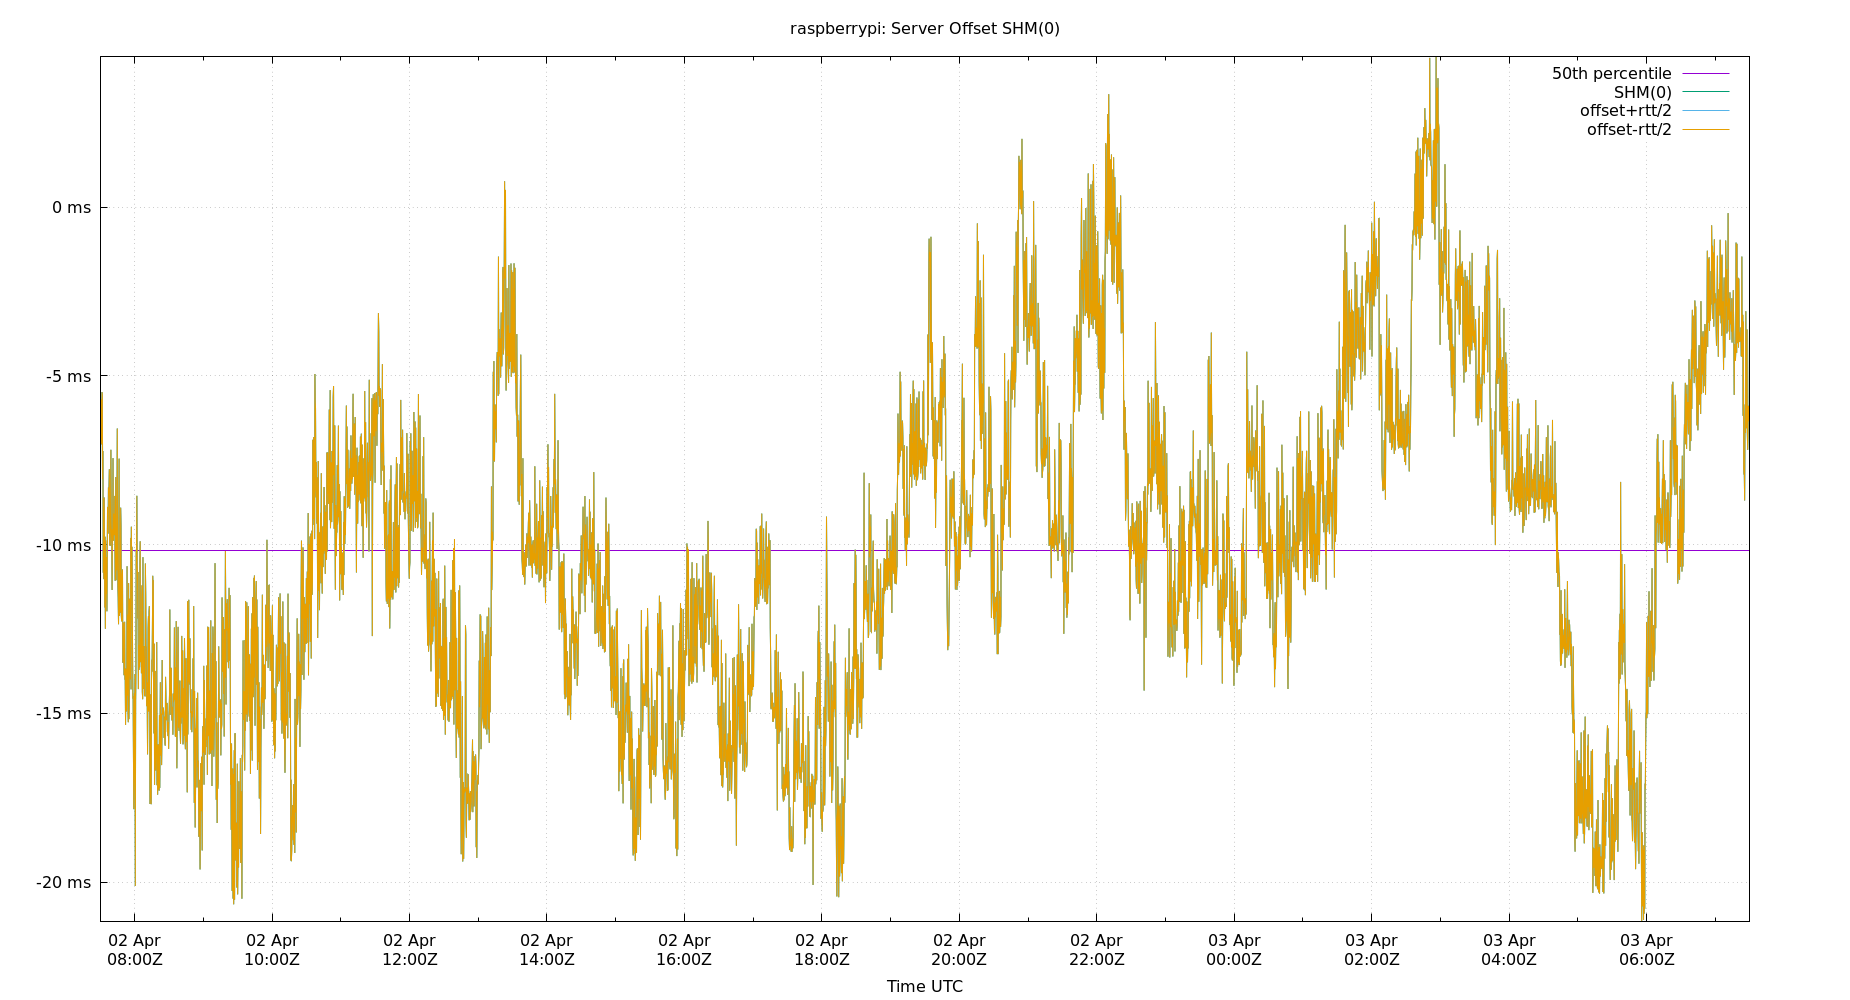 raspberrypi: Server Offset SHM(0)
50th percentile
SHM(0)
offset+rtt/2
offset-rtt/2
0 ms
-5 ms
-10 ms
-15 ms
-20 ms
02 Apr 02 Apr 02 Apr 02 Apr 02 Apr 02 Apr 02 Apr 02 Apr 03 Apr 03 Apr 03 Apr 03 Apr
08:00Z 10:00Z 12:00Z 14:00Z 16:00Z 18:00Z 20:00Z 22:00Z 00:00Z 02:00Z 04:00Z 06:00Z
Time UTC